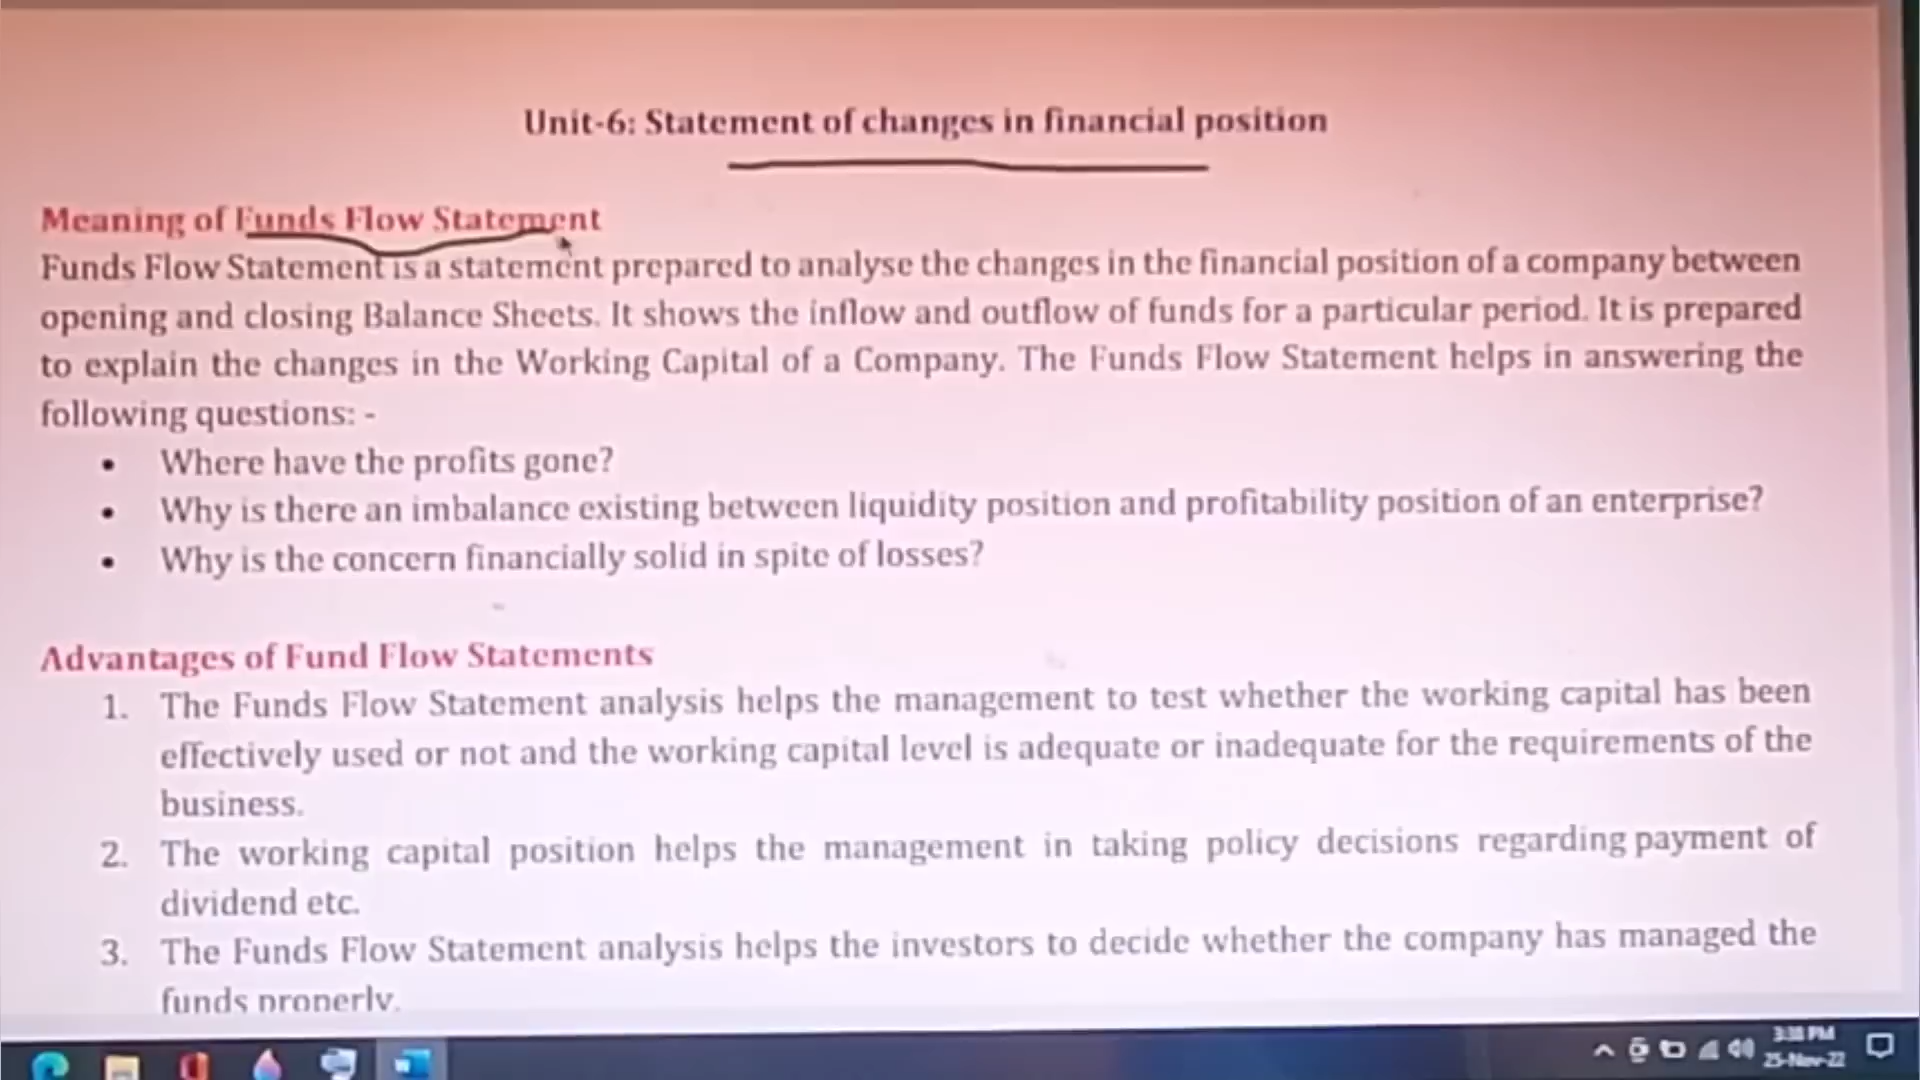 Unit-6: Statement of changes in financial position
Meaning of Funds Flow Statement
Funds Flow Statement is a statement prepared to analyse the changes in the financial position of a company between
opening and closing Balance Sheets. It shows the inflow and outflow of funds for a particular period. It is prepared
to explain the changes in the Working Capital of a Company. The Funds Flow Statement helps in answering the
following questions: -
• Where have the profits gone?
• Why is there an imbalance existing between liquidity position and profitability position of an enterprise?
• Why is the concern financially solid in spite of losses?
Advantages of Fund Flow Statements
1. The Funds Flow Statement analysis helps the management to test whether the working capital has been
effectively used or not and the working capital level is adequate or inadequate for the requirements of the
business.
2. The working capital position helps the management in taking policy decisions regarding payment of
dividend etc.
3. The Funds Flow Statement analysis helps the investors to decide whether the company has managed the
funds properly.
3:38 PM
25-Nov-22